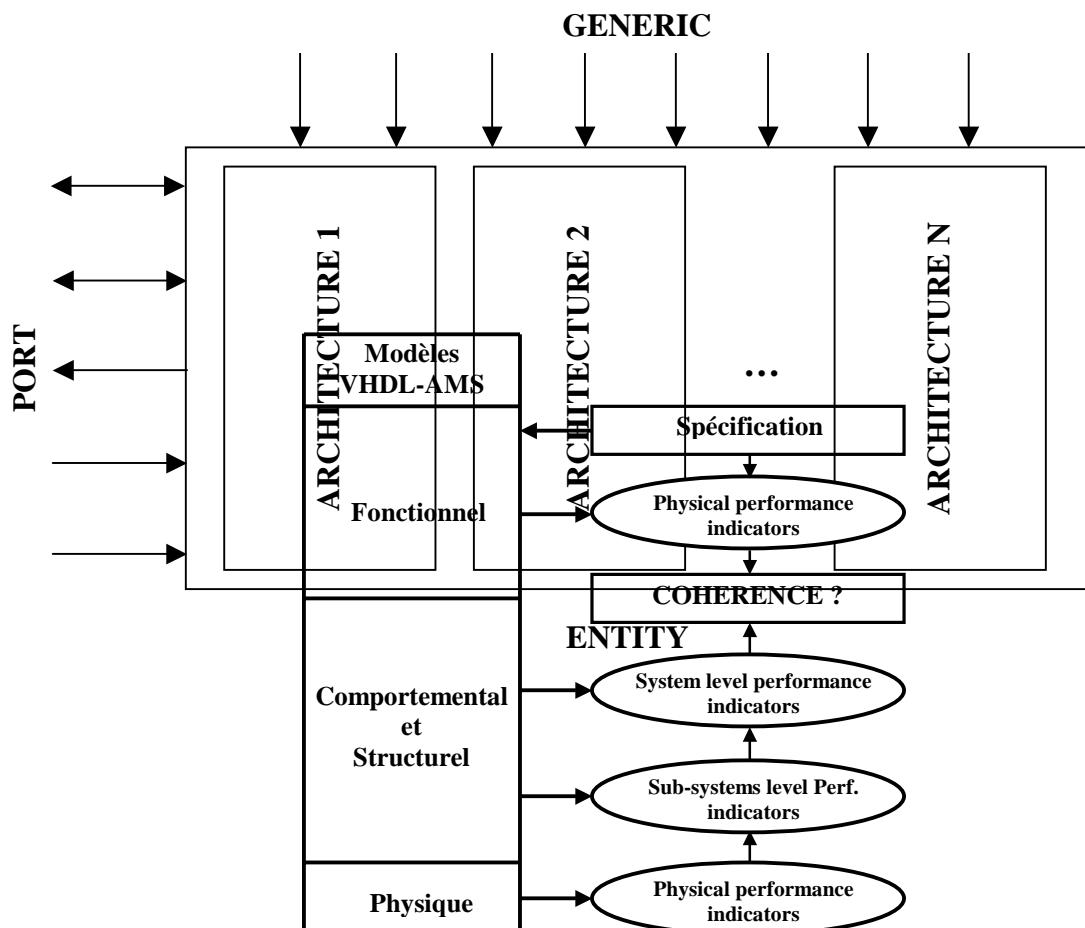 GENERIC
PORT
ARCHITECTURE 1
ARCHITECTURE 2
...
ARCHITECTURE N
Modèles
VHDL-AMS
Spécification
Fonctionnel
Physical performance
indicators
COHERENCE ?
ENTITY
Comportemental
et
Structurel
System level performance
indicators
Sub-systems level Perf.
indicators
Physique
Physical performance
indicators